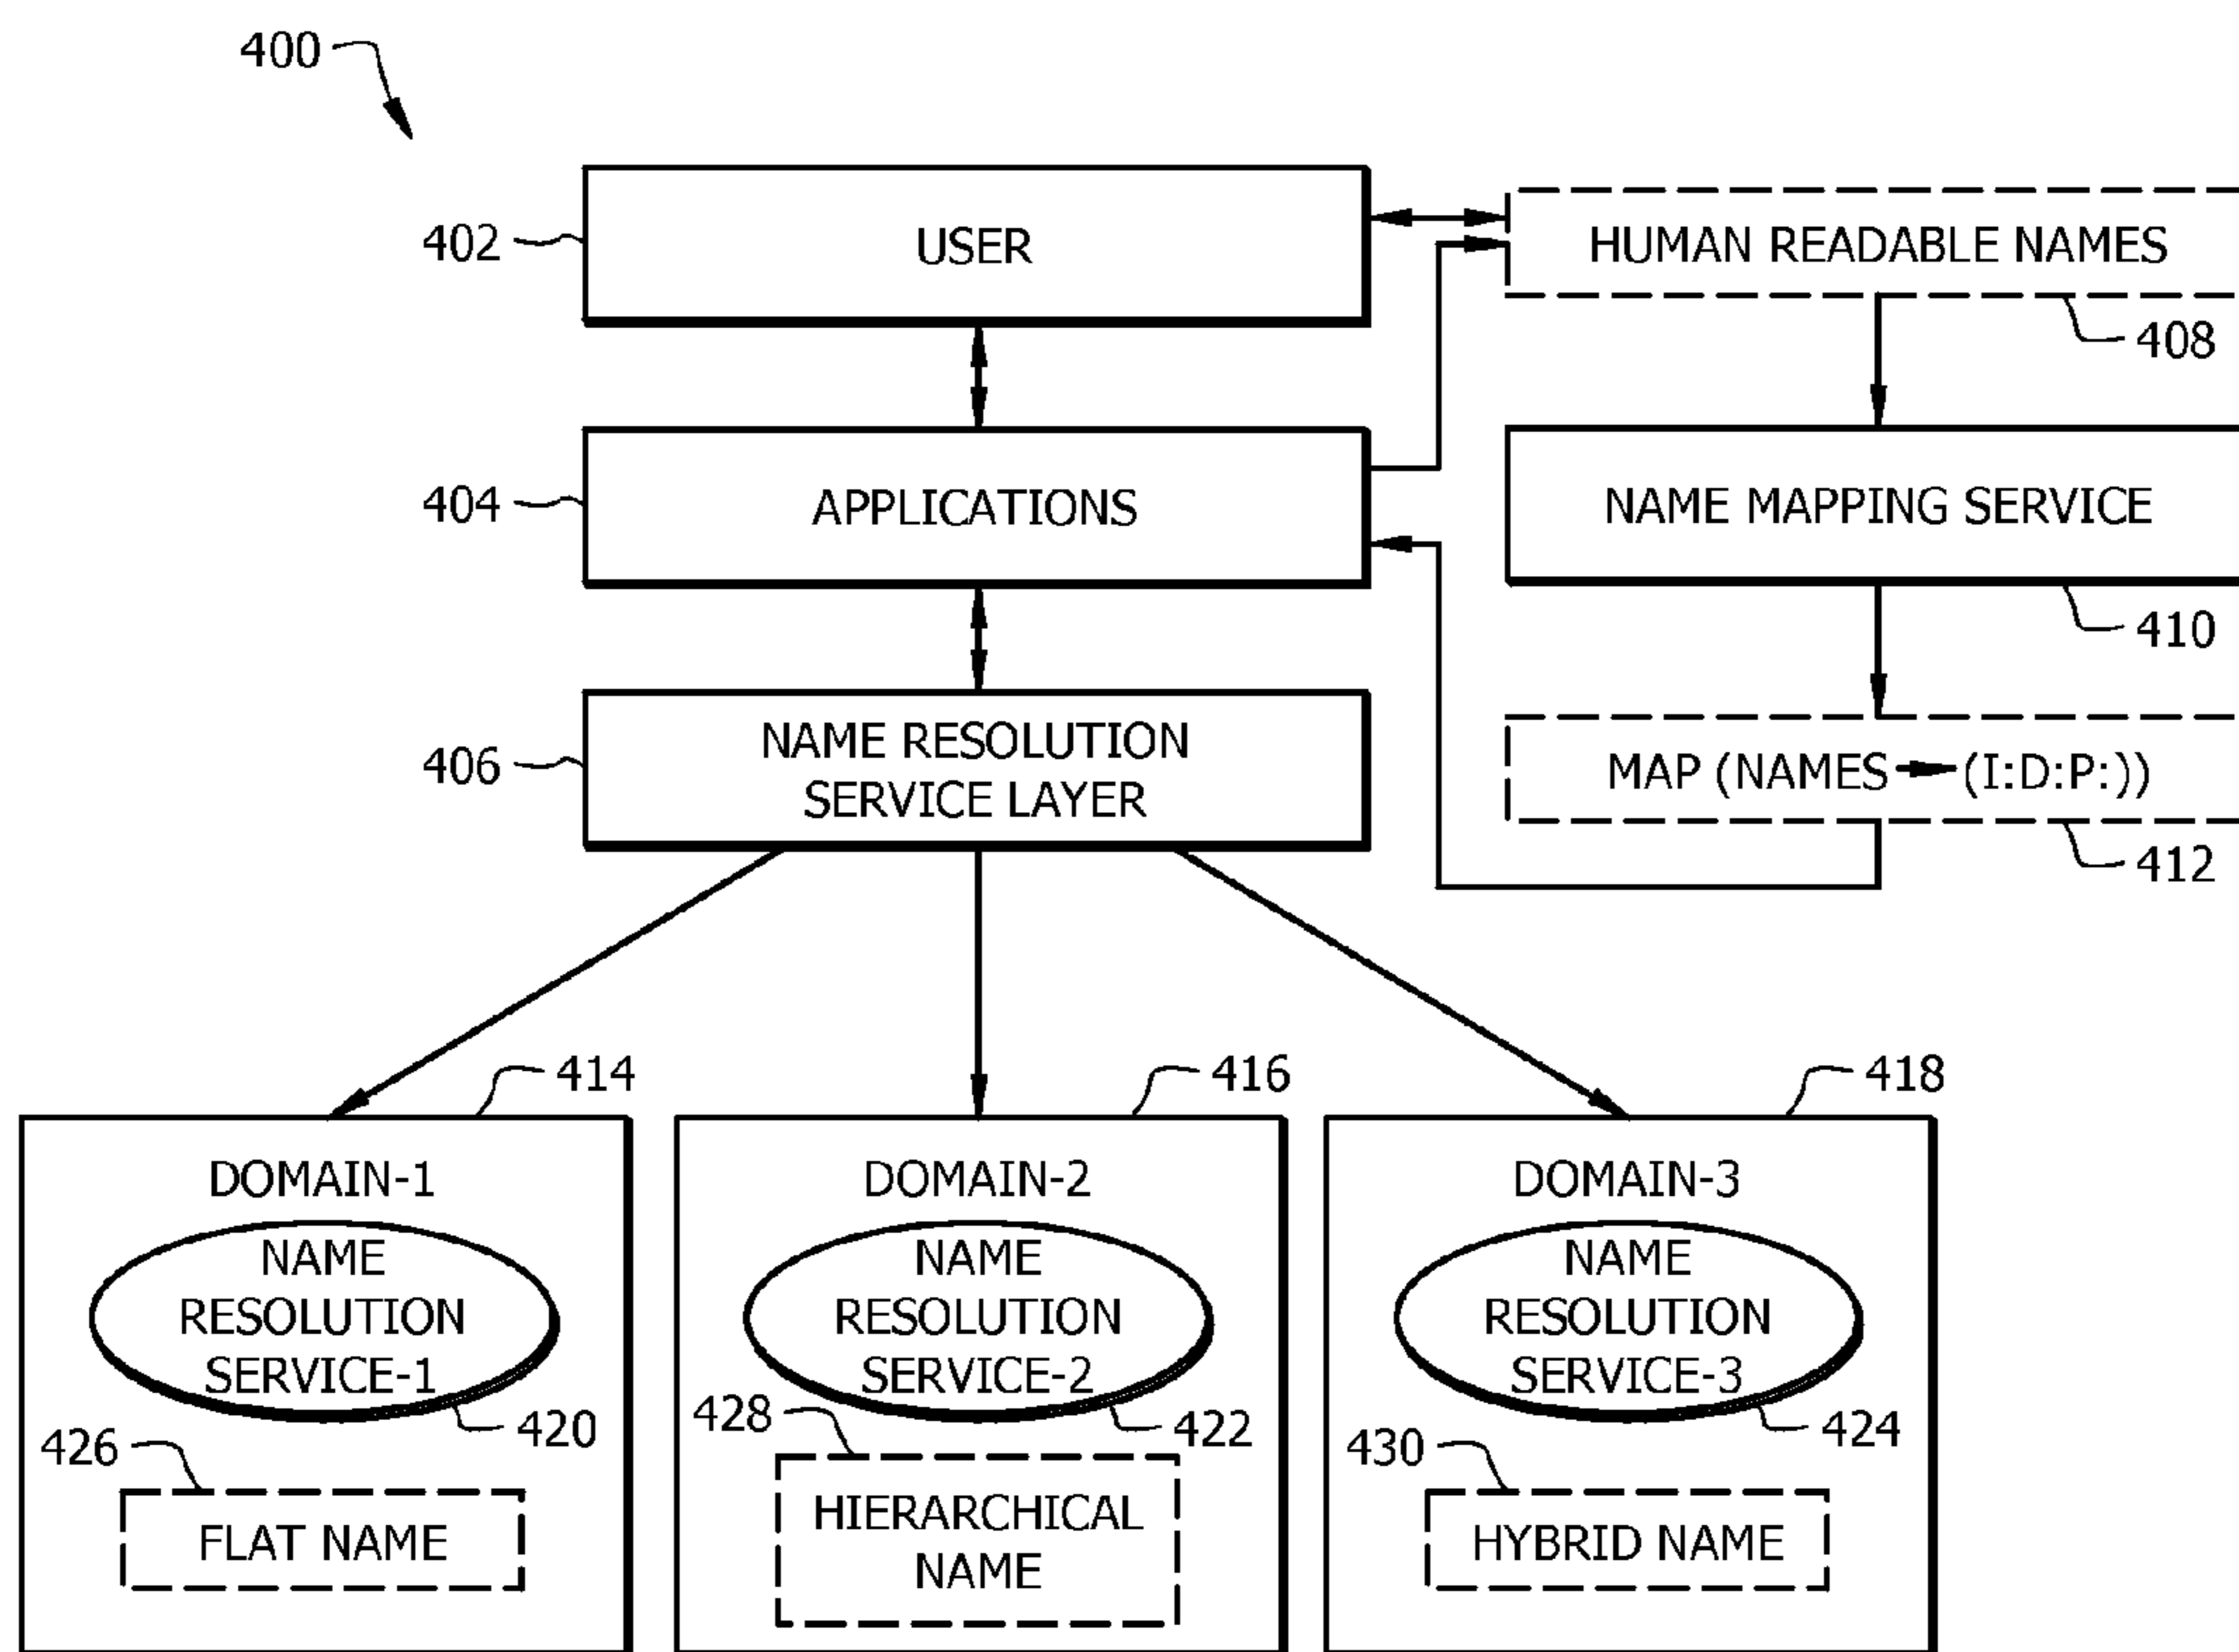 400
402
USER
HUMAN READABLE NAMES
408
404
APPLICATIONS
NAME MAPPING SERVICE
410
406
NAME RESOLUTION
SERVICE LAYER
MAP (NAMES→(I:D:P:))
412
414
416
418
DOMAIN-1
NAME
RESOLUTION
SERVICE-1
420
426
FLAT NAME
DOMAIN-2
NAME
RESOLUTION
SERVICE-2
422
428
HIERARCHICAL
NAME
DOMAIN-3
NAME
RESOLUTION
SERVICE-3
424
430
HYBRID NAME